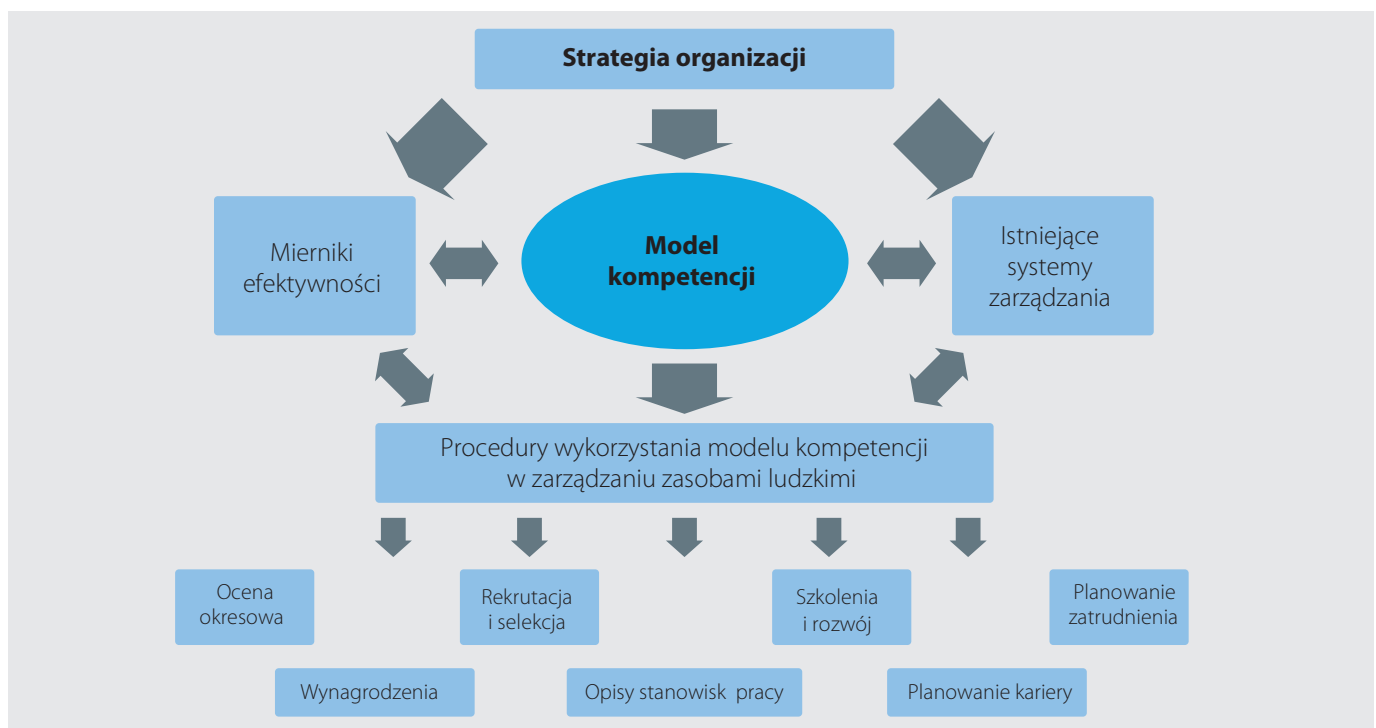 Strategia organizacji
Mierniki
efektywności
Model
kompetencji
Istniejące
systemy
zarządzania
Procedury wykorzystania modelu kompetencji
w zarządzaniu zasobami ludzkimi
Ocena
okresowa
Rekrutacja
i selekcja
Szkolenia
i rozwój
Planowanie
zatrudnienia
Wynagrodzenia
Opisy stanowisk pracy
Planowanie kariery